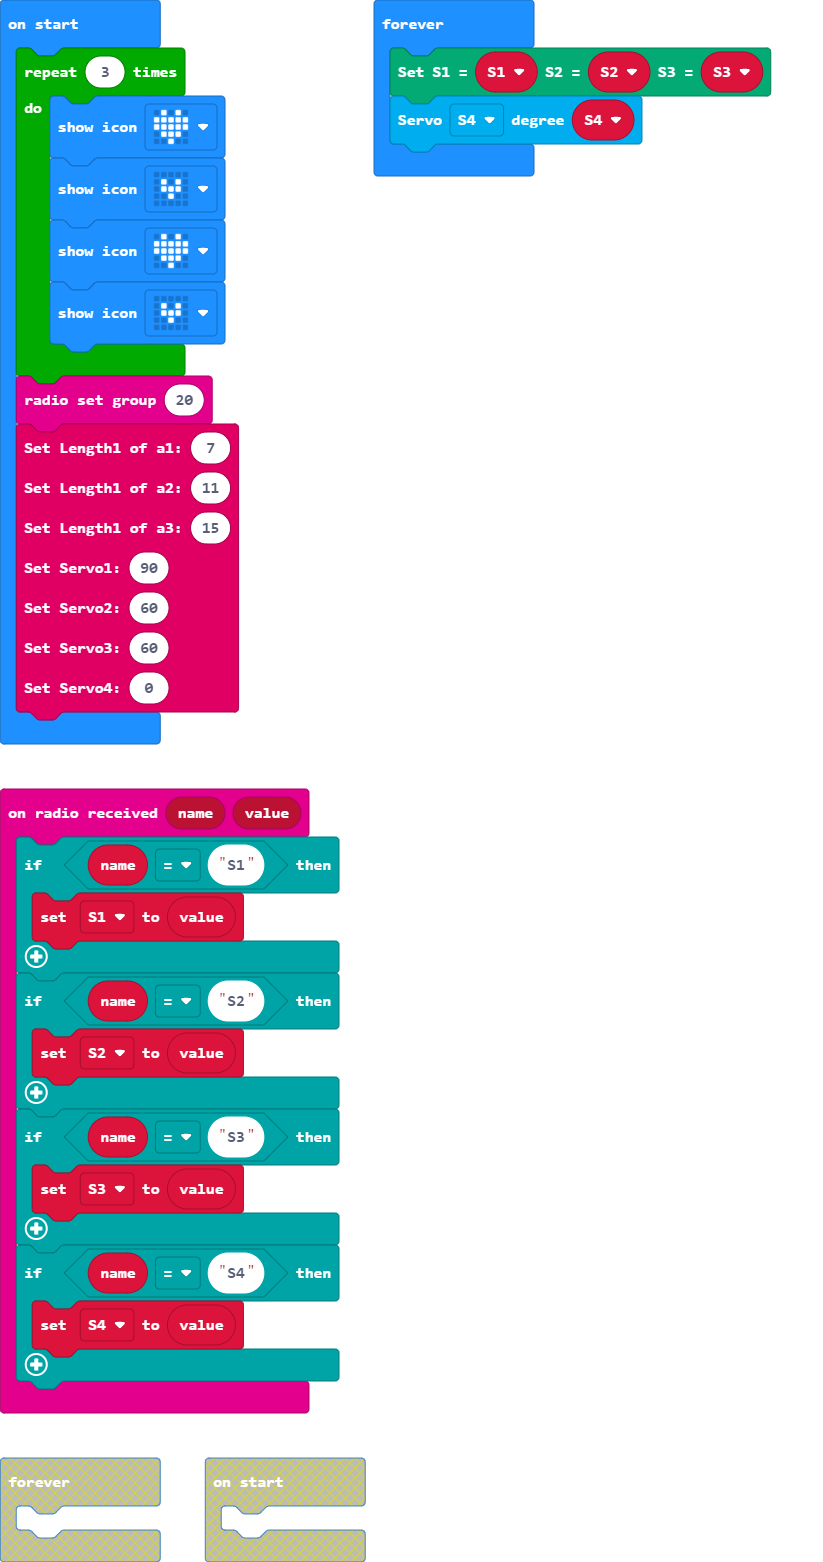 on start
repeat 3 times
do
show icon
show icon
show icon
show icon
radio set group 20
Set Length1 of a1: 7
Set Length1 of a2: 11
Set Length1 of a3: 15
Set Servo1: 90
Set Servo2: 60
Set Servo3: 60
Set Servo4: 0
forever
Set S1 = S1 S2 = S2 S3 = S3
Servo S4 degree S4
on radio received name value
if name = "S1" then
set S1 to value
if name = "S2" then
set S2 to value
if name = "S3" then
set S3 to value
if name = "S4" then
set S4 to value
forever
on start